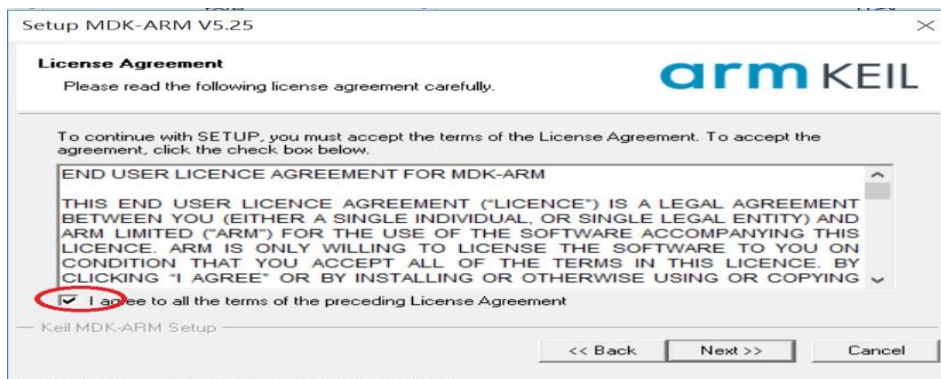 Setup MDK-ARM V5.25
License Agreement
Please read the following license agreement carefully.
arm KEIL
To continue with SETUP, you must accept the terms of the License Agreement. To accept the
agreement, click the check box below.
END USER LICENCE AGREEMENT FOR MDK-ARM
THIS END USER LICENCE AGREEMENT ("LICENCE") IS A LEGAL AGREEMENT
BETWEEN YOU (EITHER A SINGLE INDIVIDUAL, OR SINGLE LEGAL ENTITY) AND
ARM LIMITED ("ARM") FOR THE USE OF THE SOFTWARE ACCOMPANYING THIS
LICENCE. ARM IS ONLY WILLING TO LICENSE THE SOFTWARE TO YOU ON
CONDITION THAT YOU ACCEPT ALL OF THE TERMS IN THIS LICENCE. BY
CLICKING "I AGREE" OR BY INSTALLING OR OTHERWISE USING OR COPYING
I agree to all the terms of the preceding License Agreement
Keil MDK-ARM Setup
<< Back
Next >>
Cancel